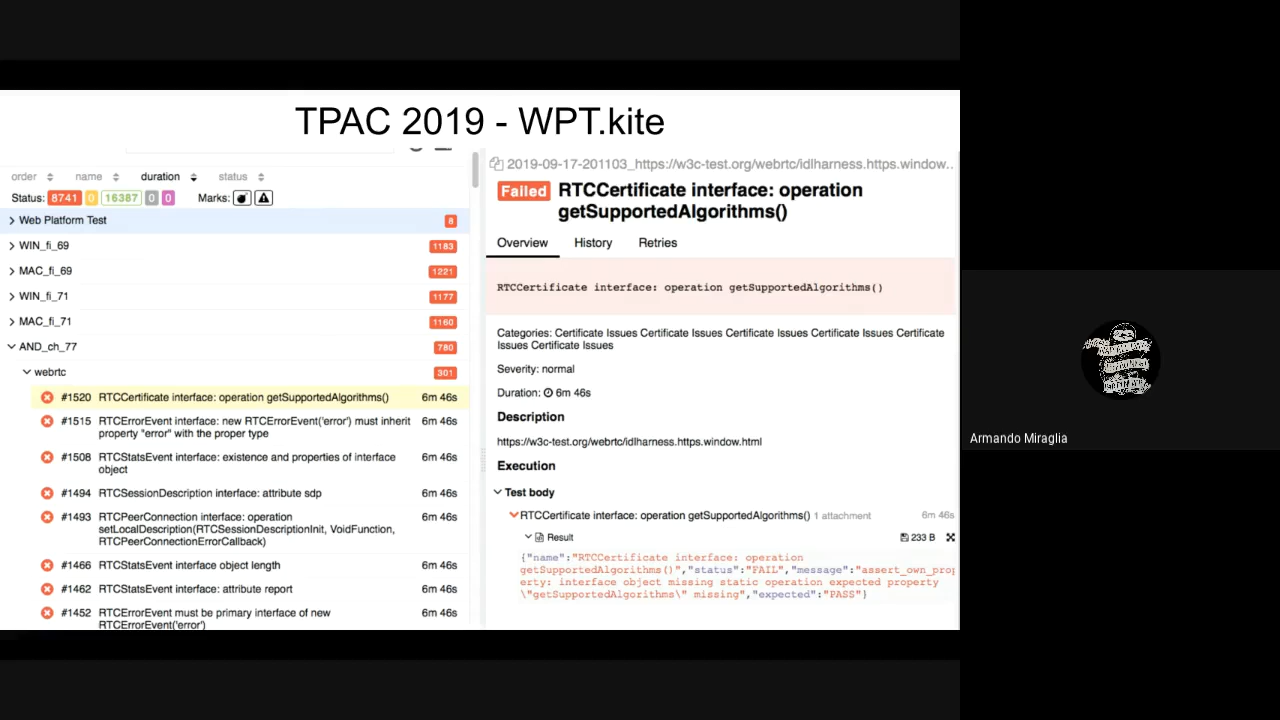 TPAC 2019 - WPT.kite
order name duration status
Status: 8741 0 16387 0 0 Marks:
Web Platform Test 8
WIN_fi_69 1183
MAC_fi_69 1221
WIN_fi_71 1177
MAC_fi_71 1160
AND_ch_77 780
webrtc 301
#1520 RTCCertificate interface: operation getSupportedAlgorithms() 6m 46s
#1515 RTCErrorEvent interface: new RTCErrorEvent('error') must inherit 6m 46s
property "error" with the proper type
#1508 RTCStatsEvent interface: existence and properties of interface 6m 46s
object
#1494 RTCSessionDescription interface: attribute sdp 6m 46s
#1493 RTCPeerConnection interface: operation 6m 46s
setLocalDescription(RTCSessionDescriptionInit, VoidFunction,
RTCPeerConnectionErrorCallback)
#1466 RTCStatsEvent interface object length 6m 46s
#1462 RTCStatsEvent interface: attribute report 6m 46s
#1452 RTCErrorEvent must be primary interface of new 6m 46s
RTCErrorEvent('error')
2019-09-17-201103_https://w3c-test.org/webrtc/idlharness.https.window..
Failed RTCCertificate interface: operation
getSupportedAlgorithms()
Overview History Retries
RTCCertificate interface: operation getSupportedAlgorithms()
Categories: Certificate Issues Certificate Issues Certificate Issues Certificate Issues Certificate
Issues Certificate Issues
Severity: normal
Duration: 6m 46s
Description
https://w3c-test.org/webrtc/idlharness.https.window.html
Execution
Test body
RTCCertificate interface: operation getSupportedAlgorithms() 1 attachment 6m 46s
Result 233 B
{"name":"RTCCertificate interface: operation
getSupportedAlgorithms()","status":"FAIL","message":"assert_own_prop
erty: interface object missing static operation expected property
\"getSupportedAlgorithms\" missing","expected":"PASS"}
Armando Miraglia